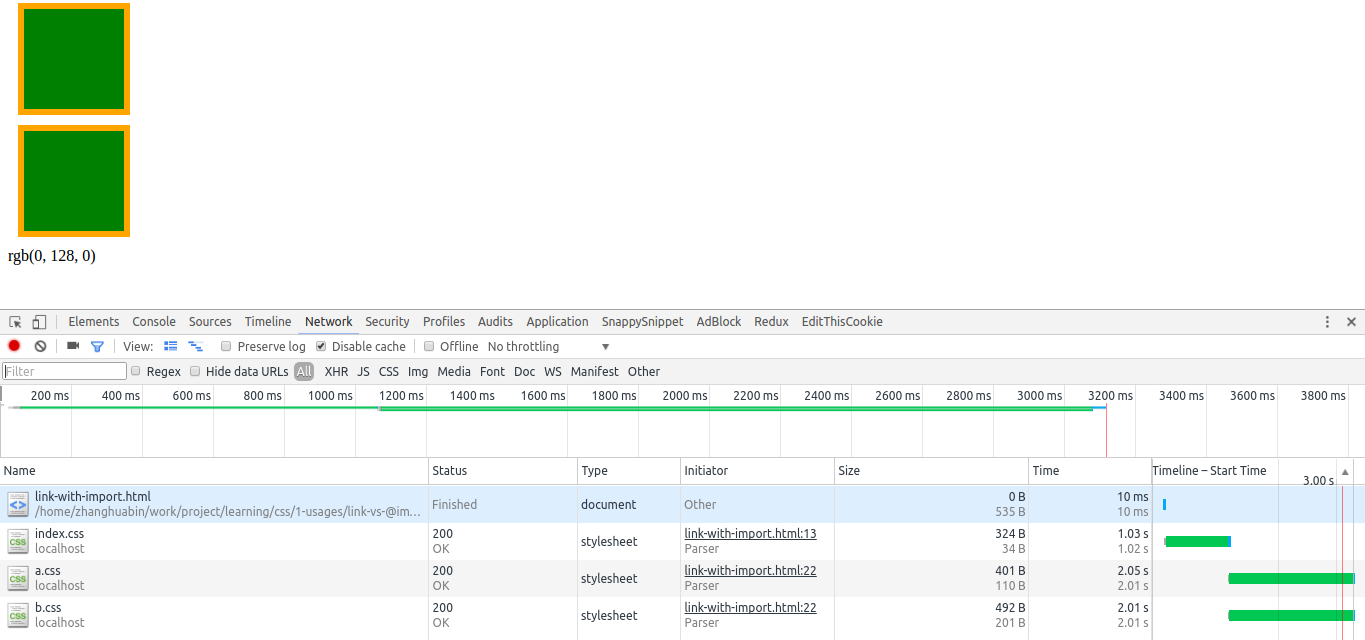 rgb(0, 128, 0)
Elements Console Sources Timeline Network Security Profiles Audits Application SnappySnippet AdBlock Redux EditThisCookie
View: Preserve log Disable cache Offline No throttling
Filter Regex Hide data URLs All XHR JS CSS Img Media Font Doc WS Manifest Other
200 ms 400 ms 600 ms 800 ms 1000 ms 1200 ms 1400 ms 1600 ms 1800 ms 2000 ms 2200 ms 2400 ms 2600 ms 2800 ms 3000 ms 3200 ms 3400 ms 3600 ms 3800 ms
Name Status Type Initiator Size Time Timeline – Start Time
3.00 s
link-with-import.html 0 B 10 ms
Finished document Other
/home/zhanghuabin/work/project/learning/css/1-usages/link-vs-@im... 535 B 10 ms
index.css 200 link-with-import.html:13 324 B 1.03 s
stylesheet
localhost OK Parser 34 B 1.02 s
a.css 200 link-with-import.html:22 401 B 2.05 s
stylesheet
localhost OK Parser 110 B 2.01 s
b.css 200 link-with-import.html:22 492 B 2.01 s
stylesheet
localhost OK Parser 201 B 2.01 s